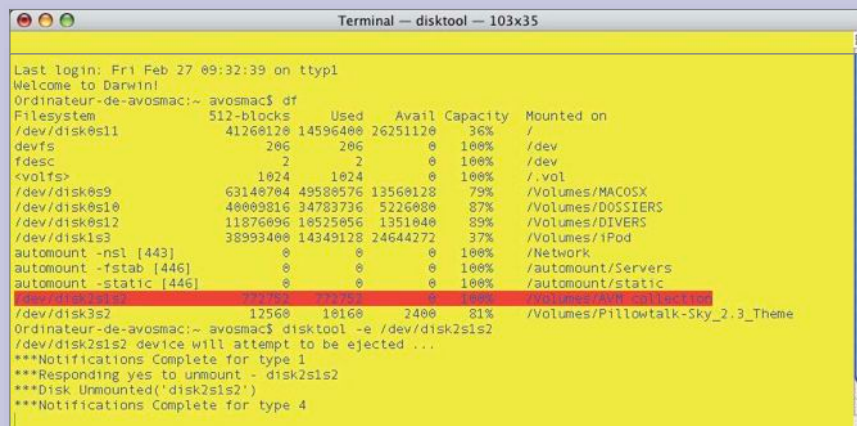 Terminal — disktool — 103x35
Last login: Fri Feb 27 09:32:39 on ttyp1
Welcome to Darwin!
Ordinateur-de-avosmac:~ avosmac$ df
Filesystem 512-blocks Used Avail Capacity Mounted on
/dev/disk0s11 41260120 14596400 26251120 36% /
devfs 206 206 0 100% /dev
fdesc 2 2 0 100% /dev
<volfs> 1024 1024 0 100% /.vol
/dev/disk0s9 63140704 49580576 13560128 79% /Volumes/MACOSX
/dev/disk0s10 40009816 34783736 5226080 87% /Volumes/DOSSIERS
/dev/disk0s12 11876096 10525056 1351040 89% /Volumes/DIVERS
/dev/disk1s3 38993400 14349128 24644272 37% /Volumes/iPod
automount -nsl [443] 0 0 0 100% /Network
automount -fstab [446] 0 0 0 100% /automount/Servers
automount -static [446] 0 0 0 100% /automount/static
/dev/disk2s1s2 772752 772752 0 100% /Volumes/AVM collection
/dev/disk3s2 12560 10160 2400 81% /Volumes/Pillowtalk-Sky_2.3_Theme
Ordinateur-de-avosmac:~ avosmac$ disktool -e /dev/disk2s1s2
/dev/disk2s1s2 device will attempt to be ejected ...
***Notifications Complete for type 1
***Responding yes to unmount - disk2s1s2
***Disk Unmounted('disk2s1s2')
***Notifications Complete for type 4